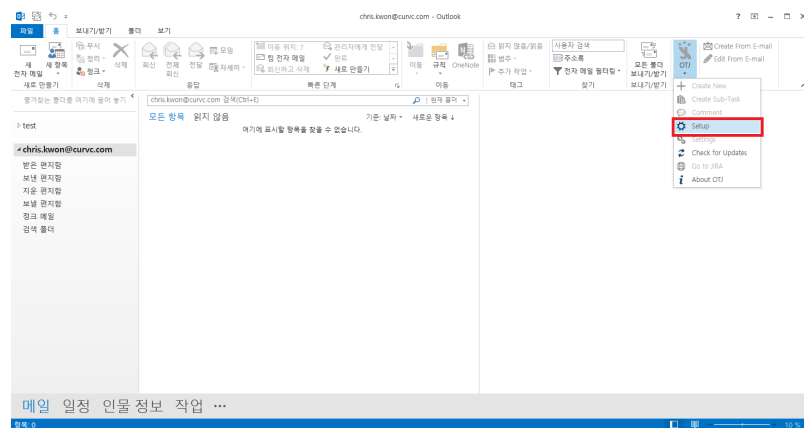 chris.kwon@curvc.com - Outlook
파일 홈 보내기/받기 폴더 보기
새 전자 메일
새 항목
새로 만들기
무시
정리
정크
삭제
삭제
회신
전체 회신
전달
모임
자세히
응답
이동 위치: ?
팀 전자 메일
회신하고 삭제
관리자에게 전달
완료
새로 만들기
빠른 단계
이동
규칙
OneNote
이동
읽지 않음/읽음
범주
추가 작업
태그
사용자 검색
주소록
전자 메일 필터링
찾기
모든 폴더 보내기/받기
보내기/받기
OTJ
Create From E-mail
Edit From E-mail
Create New
Create Sub-Task
Comment
Setup
Settings
Check for Updates
Go to JIRA
About OTJ
즐겨찾는 폴더를 여기에 끌어 놓기
test
chris.kwon@curvc.com
받은 편지함
보낸 편지함
지운 편지함
보낼 편지함
정크 메일
검색 폴더
chris.kwon@curvc.com 검색(Ctrl+E) 현재 폴더
모든 항목 읽지 않음 기준: 날짜 새로운 항목 ↓
여기에 표시할 항목을 찾을 수 없습니다.
메일 일정 인물 정보 작업 •••
항목: 0
10 %